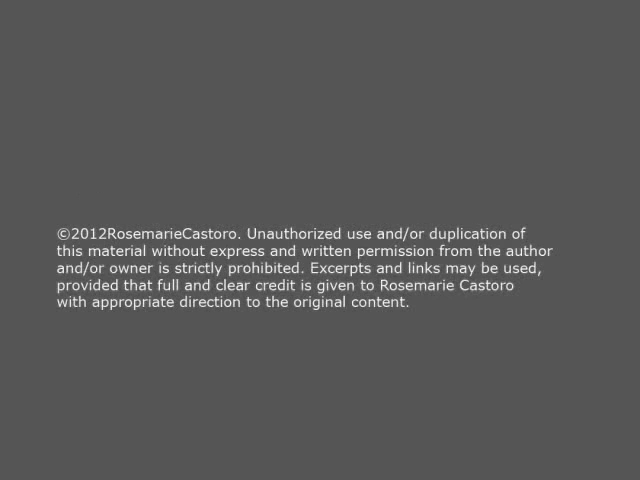 ©2012RosemarieCastoro. Unauthorized use and/or duplication of
this material without express and written permission from the author
and/or owner is strictly prohibited. Excerpts and links may be used,
provided that full and clear credit is given to Rosemarie Castoro
with appropriate direction to the original content.